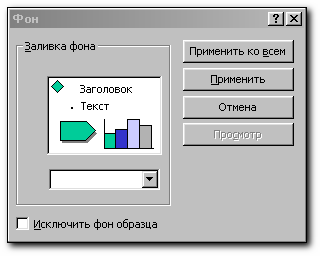 Фон
Заливка фона
Заголовок
• Текст
Исключить фон образца
Применить ко всем
Применить
Отмена
Просмотр